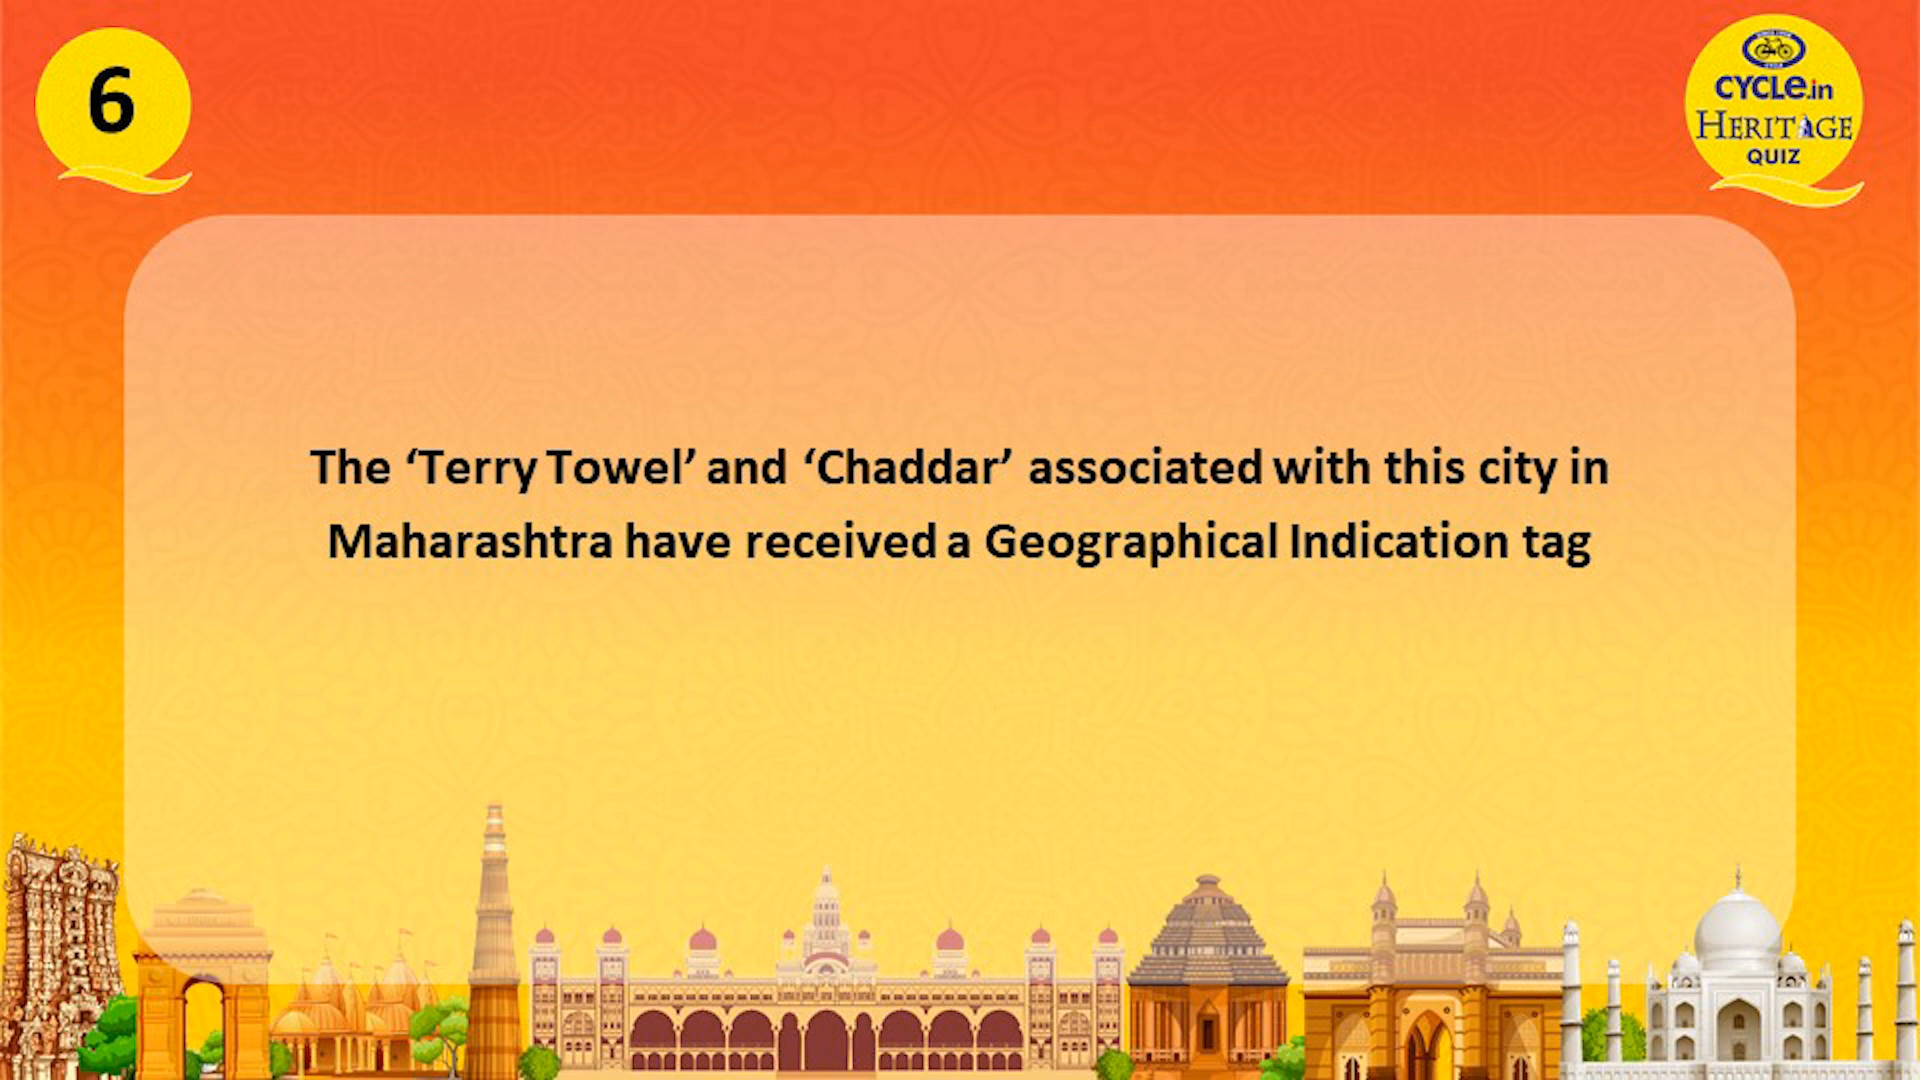 6
CYCLE.in
HERITAGE
QUIZ
The ‘Terry Towel’ and ‘Chaddar’ associated with this city in
Maharashtra have received a Geographical Indication tag